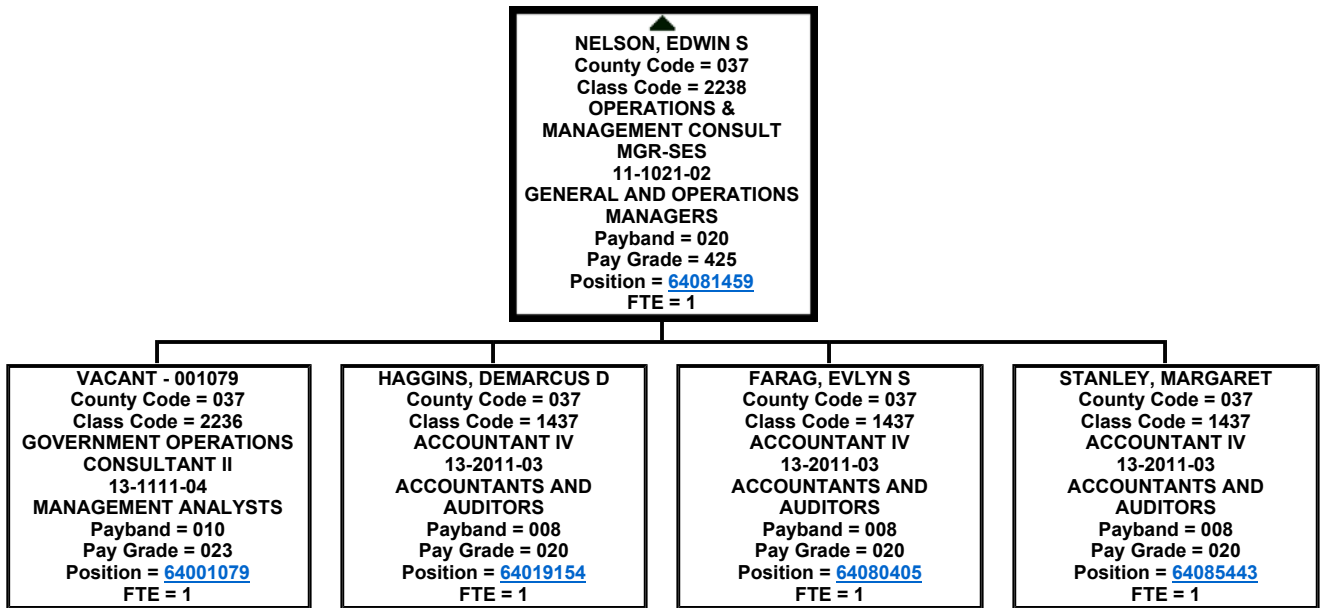 NELSON, EDWIN S
County Code = 037
Class Code = 2238
OPERATIONS &
MANAGEMENT CONSULT
MGR-SES
11-1021-02
GENERAL AND OPERATIONS
MANAGERS
Payband = 020
Pay Grade = 425
Position = 64081459
FTE = 1
VACANT - 001079
County Code = 037
Class Code = 2236
GOVERNMENT OPERATIONS
CONSULTANT II
13-1111-04
MANAGEMENT ANALYSTS
Payband = 010
Pay Grade = 023
Position = 64001079
FTE = 1
HAGGINS, DEMARCUS D
County Code = 037
Class Code = 1437
ACCOUNTANT IV
13-2011-03
ACCOUNTANTS AND
AUDITORS
Payband = 008
Pay Grade = 020
Position = 64019154
FTE = 1
FARAG, EVLYN S
County Code = 037
Class Code = 1437
ACCOUNTANT IV
13-2011-03
ACCOUNTANTS AND
AUDITORS
Payband = 008
Pay Grade = 020
Position = 64080405
FTE = 1
STANLEY, MARGARET
County Code = 037
Class Code = 1437
ACCOUNTANT IV
13-2011-03
ACCOUNTANTS AND
AUDITORS
Payband = 008
Pay Grade = 020
Position = 64085443
FTE = 1